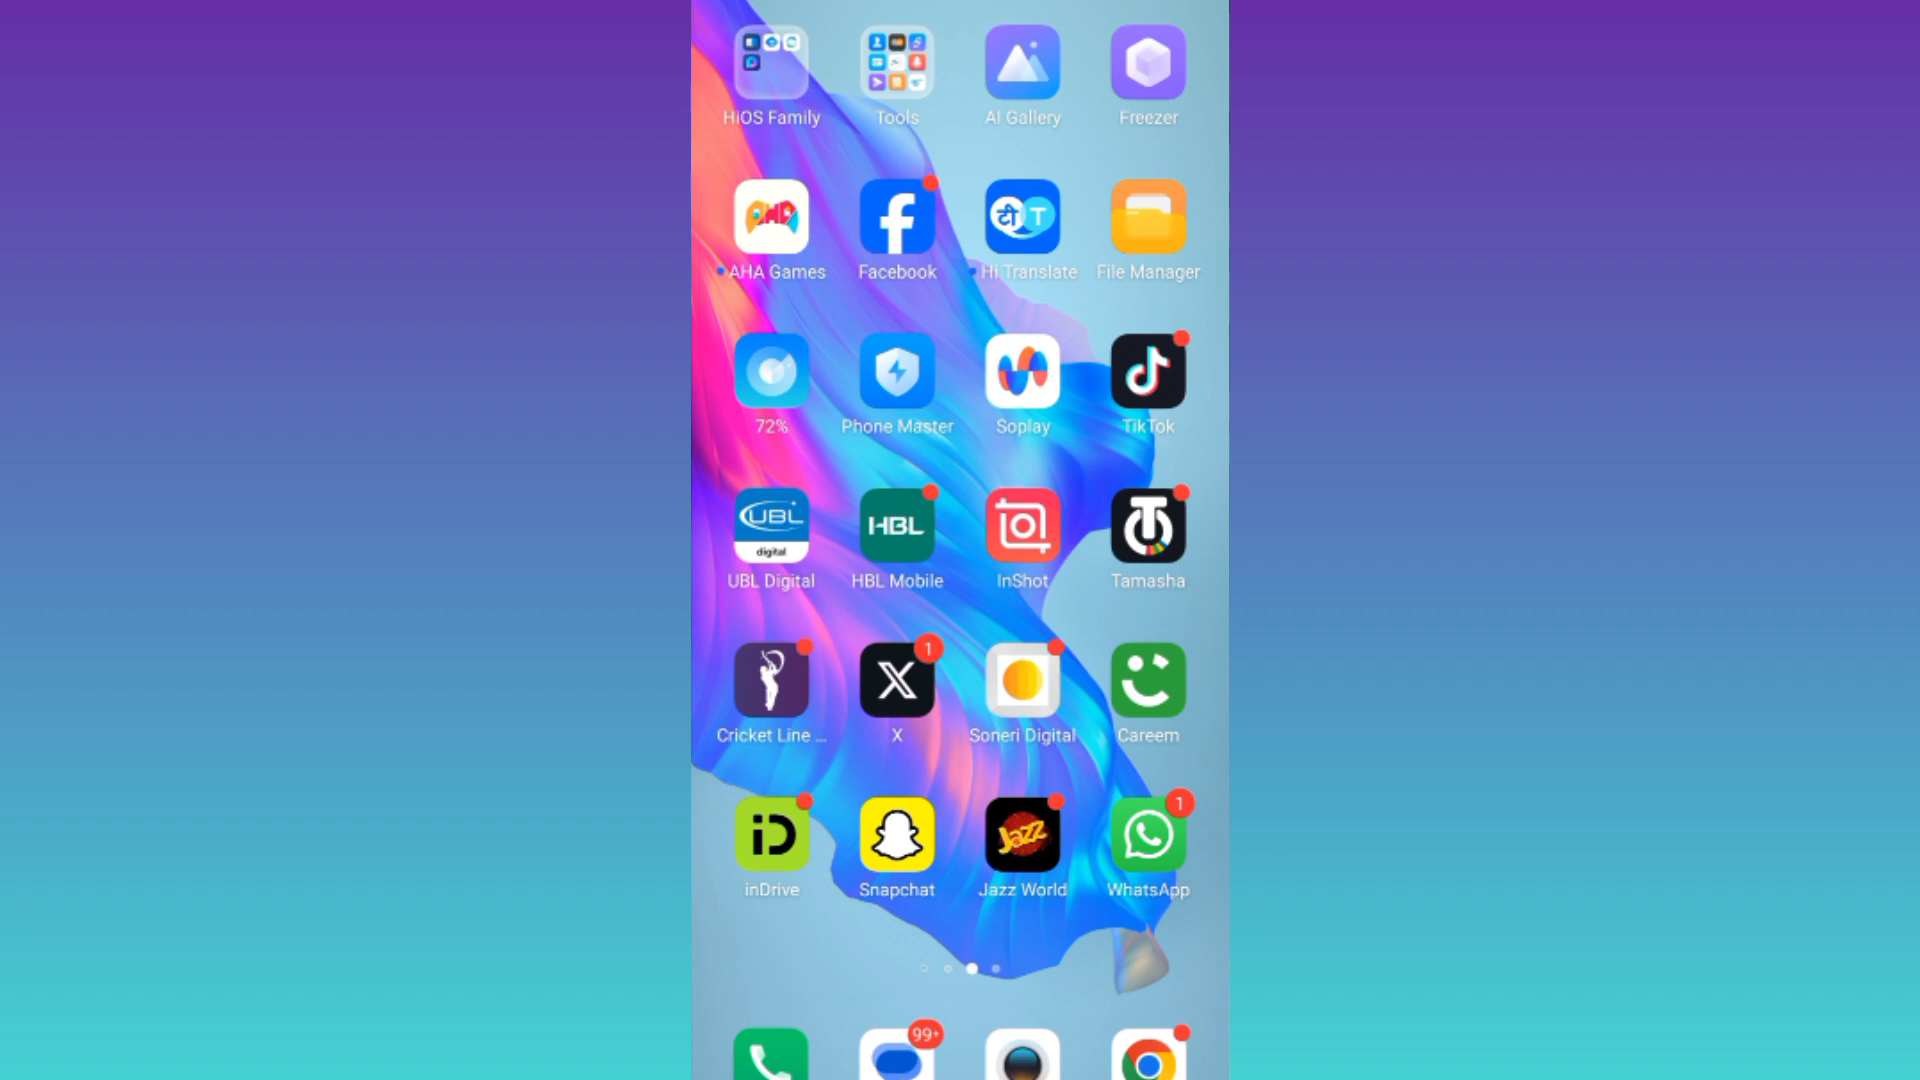 HiOS Family Tools AI Gallery Freezer
AHA
टी T
AHA Games Facebook Hi Translate File Manager
72% Phone Master Soplay TikTok
UBL
digital
HBL
UBL Digital HBL Mobile InShot Tamasha
1
Cricket Line ... X Soneri Digital Careem
1
iD
Jazz
inDrive Snapchat Jazz World WhatsApp
99+